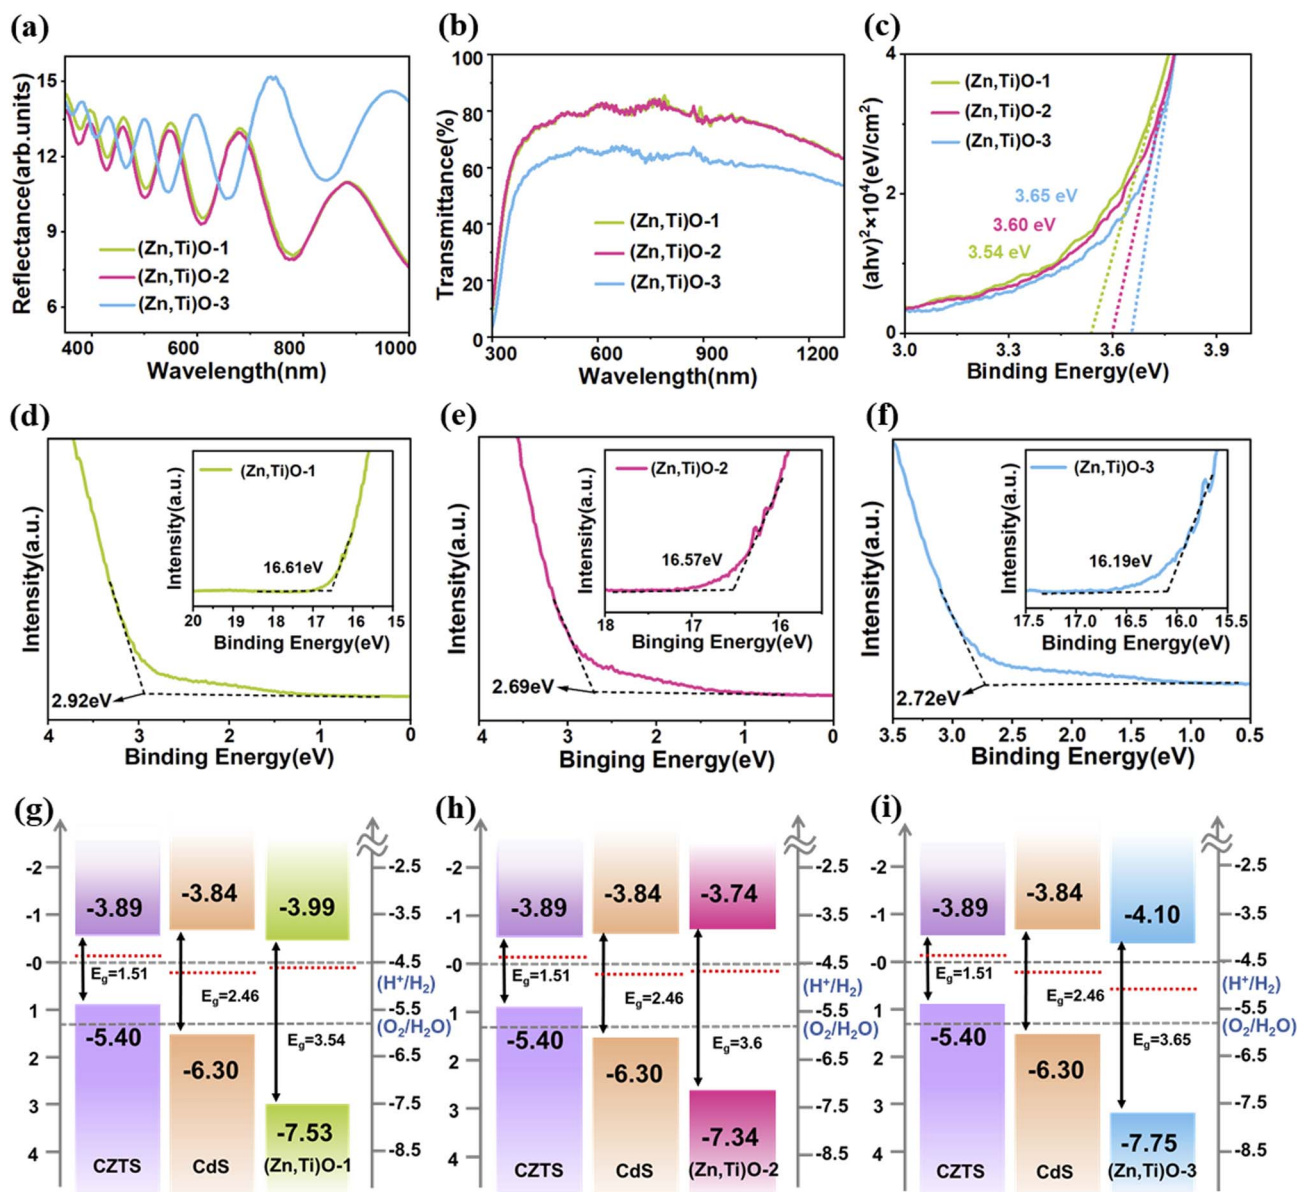 (a)
Reflectance(arb.units)
15
12
9
6
(Zn,Ti)O-1
(Zn,Ti)O-2
(Zn,Ti)O-3
400 600 800 1000
Wavelength(nm)
(b)
Transmittance(%)
100
80
60
40
20
0
(Zn,Ti)O-1
(Zn,Ti)O-2
(Zn,Ti)O-3
300 600 900 1200
Wavelength(nm)
(c)
(ahv)²×10⁴(eV/cm²)
4
2
0
(Zn,Ti)O-1
(Zn,Ti)O-2
(Zn,Ti)O-3
3.65 eV
3.60 eV
3.54 eV
3.0 3.3 3.6 3.9
Binding Energy(eV)
(d)
Intensity(a.u.)
(Zn,Ti)O-1
Intensity(a.u.)
16.61eV
20 19 18 17 16 15
Binding Energy(eV)
2.92eV
4 3 2 1 0
Binding Energy(eV)
(e)
Intensity(a.u.)
(Zn,Ti)O-2
Intensity(a.u.)
16.57eV
18 17 16
Binging Energy(eV)
2.69eV
4 3 2 1 0
Binging Energy(eV)
(f)
Intensity(a.u.)
(Zn,Ti)O-3
Intensity(a.u.)
16.19eV
17.5 17.0 16.5 16.0 15.5
Binding Energy(eV)
2.72eV
3.5 3.0 2.5 2.0 1.5 1.0 0.5
Binding Energy(eV)
(g)
-2
-1
-0
1
2
3
4
-3.89
-3.84
-3.99
Eg=1.51
Eg=2.46
Eg=3.54
-5.40
-6.30
-7.53
CZTS
CdS
(Zn,Ti)O-1
-2.5
-3.5
-4.5
(H⁺/H₂)
-5.5
(O₂/H₂O)
-6.5
-7.5
-8.5
(h)
-2
-1
-0
1
2
3
4
-3.89
-3.84
-3.74
Eg=1.51
Eg=2.46
Eg=3.6
-5.40
-6.30
-7.34
CZTS
CdS
(Zn,Ti)O-2
-2.5
-3.5
-4.5
(H⁺/H₂)
-5.5
(O₂/H₂O)
-6.5
-7.5
-8.5
(i)
-2
-1
-0
1
2
3
4
-3.89
-3.84
-4.10
Eg=1.51
Eg=2.46
Eg=3.65
-5.40
-6.30
-7.75
CZTS
CdS
(Zn,Ti)O-3
-2.5
-3.5
-4.5
(H⁺/H₂)
-5.5
(O₂/H₂O)
-6.5
-7.5
-8.5